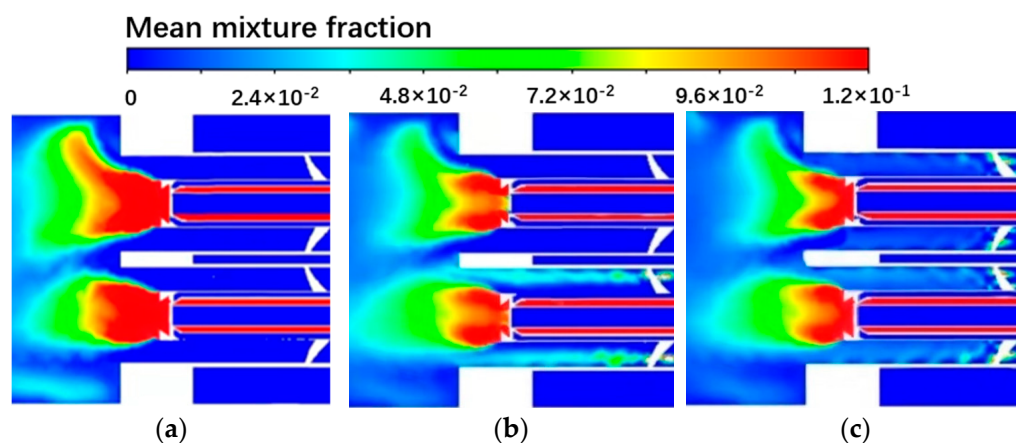 Mean mixture fraction
0 2.4×10⁻² 4.8×10⁻² 7.2×10⁻² 9.6×10⁻² 1.2×10⁻¹
(a) (b) (c)